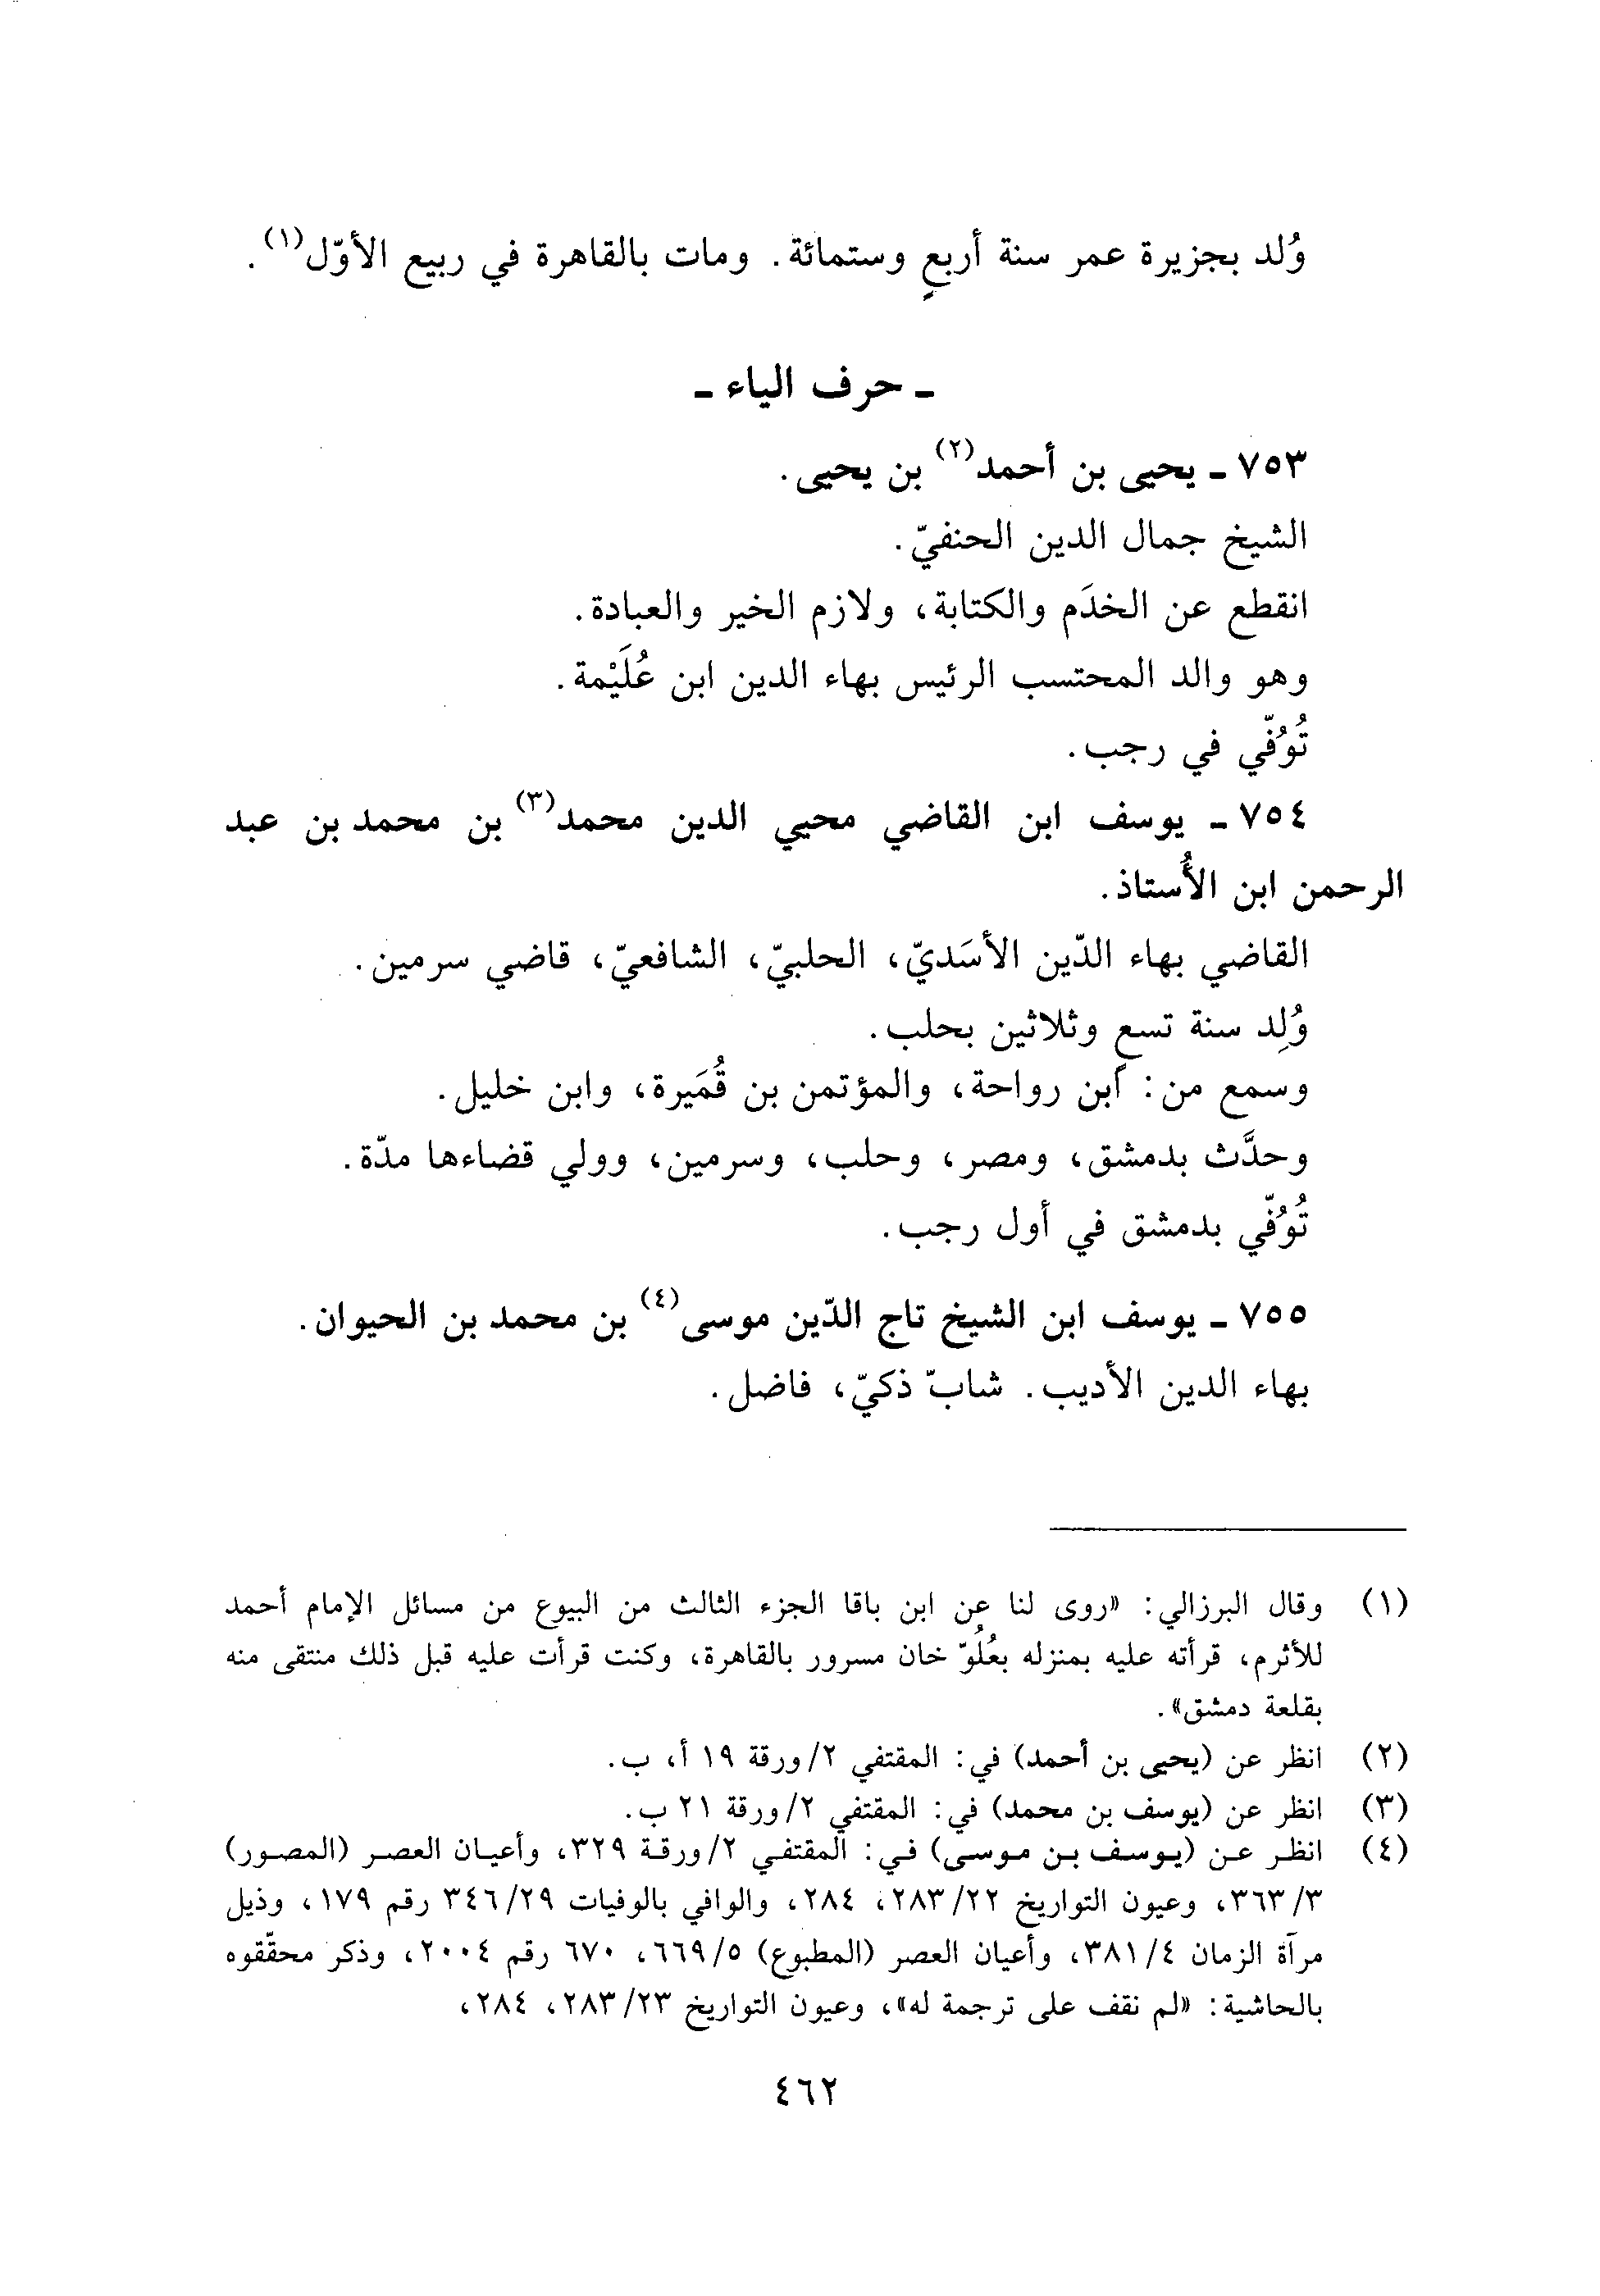 وُلد بجزيرة عمر سنة أربعٍ وستمائة. ومات بالقاهرة في ربيع الأوّل(١).
ـ حرف الياء ـ
٧٥٣ ـ يحيى بن أحمد(٢) بن يحيى.
الشيخ جمال الدين الحنفيّ.
انقطع عن الخدَم والكتابة، ولازم الخير والعبادة.
وهو والد المحتسب الرئيس بهاء الدين ابن عُلَيْمة.
تُوُفّي في رجب.
٧٥٤ ـ يوسف ابن القاضي محيي الدين محمد(٣) بن محمد بن عبد
الرحمن ابن الأُستاذ.
القاضي بهاء الدّين الأسَديّ، الحلبيّ، الشافعيّ، قاضي سرمين.
وُلِد سنة تسعٍ وثلاثين بحلب.
وسمع من: ابن رواحة، والمؤتمن بن قُمَيرة، وابن خليل.
وحدَّث بدمشق، ومصر، وحلب، وسرمين، وولي قضاءها مدّة.
تُوُفّي بدمشق في أول رجب.
٧٥٥ ـ يوسف ابن الشيخ تاج الدّين موسى(٤) بن محمد بن الحيوان.
بهاء الدين الأديب. شابّ ذكيّ، فاضل.
(١) وقال البرزالي: «روى لنا عن ابن باقا الجزء الثالث من البيوع من مسائل الإمام أحمد
للأثرم، قرأته عليه بمنزله بعُلُوّ خان مسرور بالقاهرة، وكنت قرأت عليه قبل ذلك منتقى منه
بقلعة دمشق».
(٢) انظر عن (يحيى بن أحمد) في: المقتفي ٢/ورقة ١٩ أ، ب.
(٣) انظر عن (يوسف بن محمد) في: المقتفي ٢/ورقة ٢١ ب.
(٤) انظر عن (يوسف بن موسى) في: المقتفي ٢/ورقة ٣٢٩، وأعيان العصر (المصور)
٣/٣٦٣، وعيون التواريخ ٢٢/٢٨٣، ٢٨٤، والوافي بالوفيات ٢٩/٣٤٦ رقم ١٧٩، وذيل
مرآة الزمان ٤/٣٨١، وأعيان العصر (المطبوع) ٥/٦٦٩، ٦٧٠ رقم ٢٠٠٤، وذكر محقّقوه
بالحاشية: «لم نقف على ترجمة له»، وعيون التواريخ ٢٣/٢٨٣، ٢٨٤،
٤٦٢